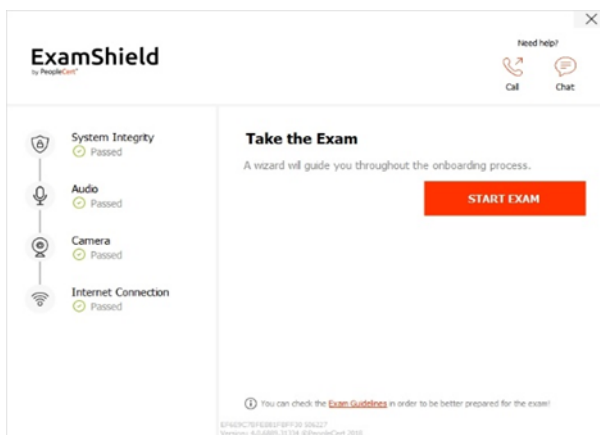 ExamShield
by PeopleCert
Need help?
Call
Chat
System Integrity
Passed
Audio
Passed
Camera
Passed
Internet Connection
Passed
Take the Exam
A wizard will guide you throughout the onboarding process.
START EXAM
You can check the Exam Guidelines in order to be better prepared for the exam!